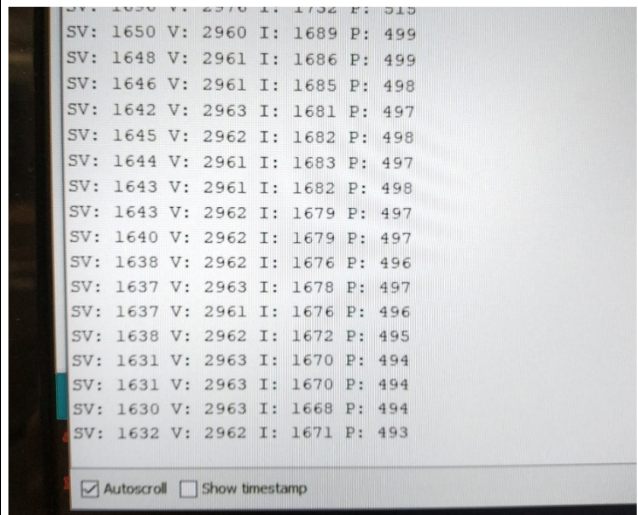 SV: 1650 V: 2960 I: 1689 P: 499
SV: 1648 V: 2961 I: 1686 P: 499
SV: 1646 V: 2961 I: 1685 P: 498
SV: 1642 V: 2963 I: 1681 P: 497
SV: 1645 V: 2962 I: 1682 P: 498
SV: 1644 V: 2961 I: 1683 P: 497
SV: 1643 V: 2961 I: 1682 P: 498
SV: 1643 V: 2962 I: 1679 P: 497
SV: 1640 V: 2962 I: 1679 P: 497
SV: 1638 V: 2962 I: 1676 P: 496
SV: 1637 V: 2963 I: 1678 P: 497
SV: 1637 V: 2961 I: 1676 P: 496
SV: 1638 V: 2962 I: 1672 P: 495
SV: 1631 V: 2963 I: 1670 P: 494
SV: 1631 V: 2963 I: 1670 P: 494
SV: 1630 V: 2963 I: 1668 P: 494
SV: 1632 V: 2962 I: 1671 P: 493
Autoscroll Show timestamp